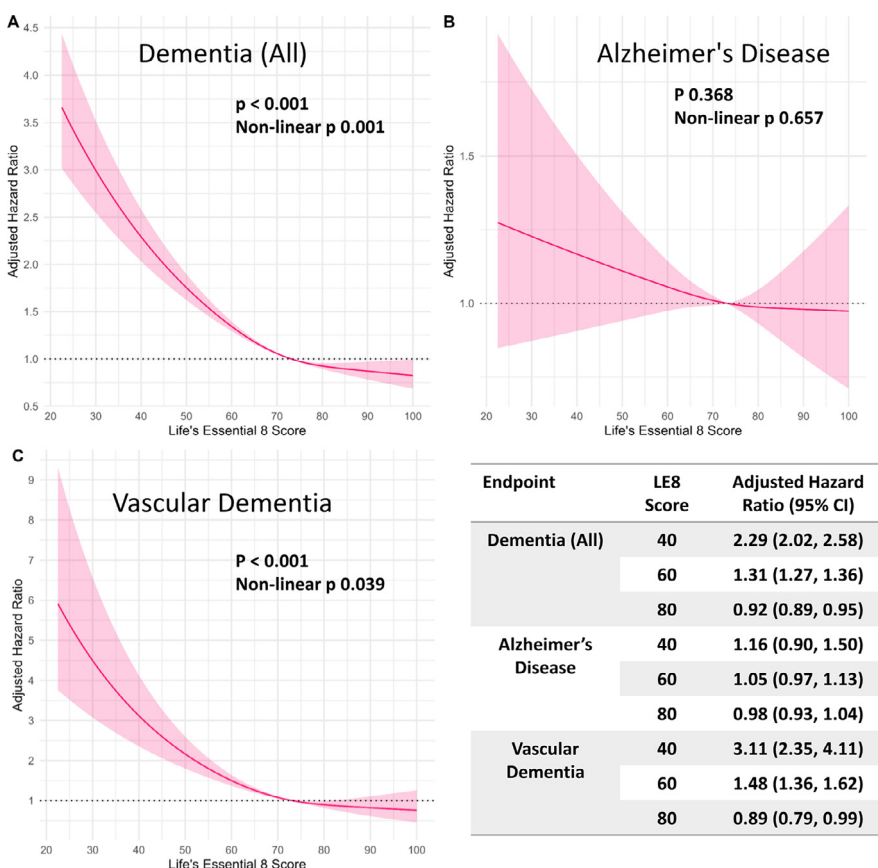 A
Dementia (All)
p < 0.001
Non-linear p 0.001
Adjusted Hazard Ratio
4.5
4.0
3.5
3.0
2.5
2.0
1.5
1.0
0.5
20 30 40 50 60 70 80 90 100
Life's Essential 8 Score
B
Alzheimer's Disease
P 0.368
Non-linear p 0.657
Adjusted Hazard Ratio
1.5
1.0
20 30 40 50 60 70 80 90 100
Life's Essential 8 Score
C
Vascular Dementia
P < 0.001
Non-linear p 0.039
Adjusted Hazard Ratio
9
8
7
6
5
4
3
2
1
20 30 40 50 60 70 80 90 100
Life's Essential 8 Score
Endpoint LE8 Adjusted Hazard
Score Ratio (95% CI)
Dementia (All) 40 2.29 (2.02, 2.58)
60 1.31 (1.27, 1.36)
80 0.92 (0.89, 0.95)
Alzheimer's 40 1.16 (0.90, 1.50)
Disease 60 1.05 (0.97, 1.13)
80 0.98 (0.93, 1.04)
Vascular 40 3.11 (2.35, 4.11)
Dementia 60 1.48 (1.36, 1.62)
80 0.89 (0.79, 0.99)